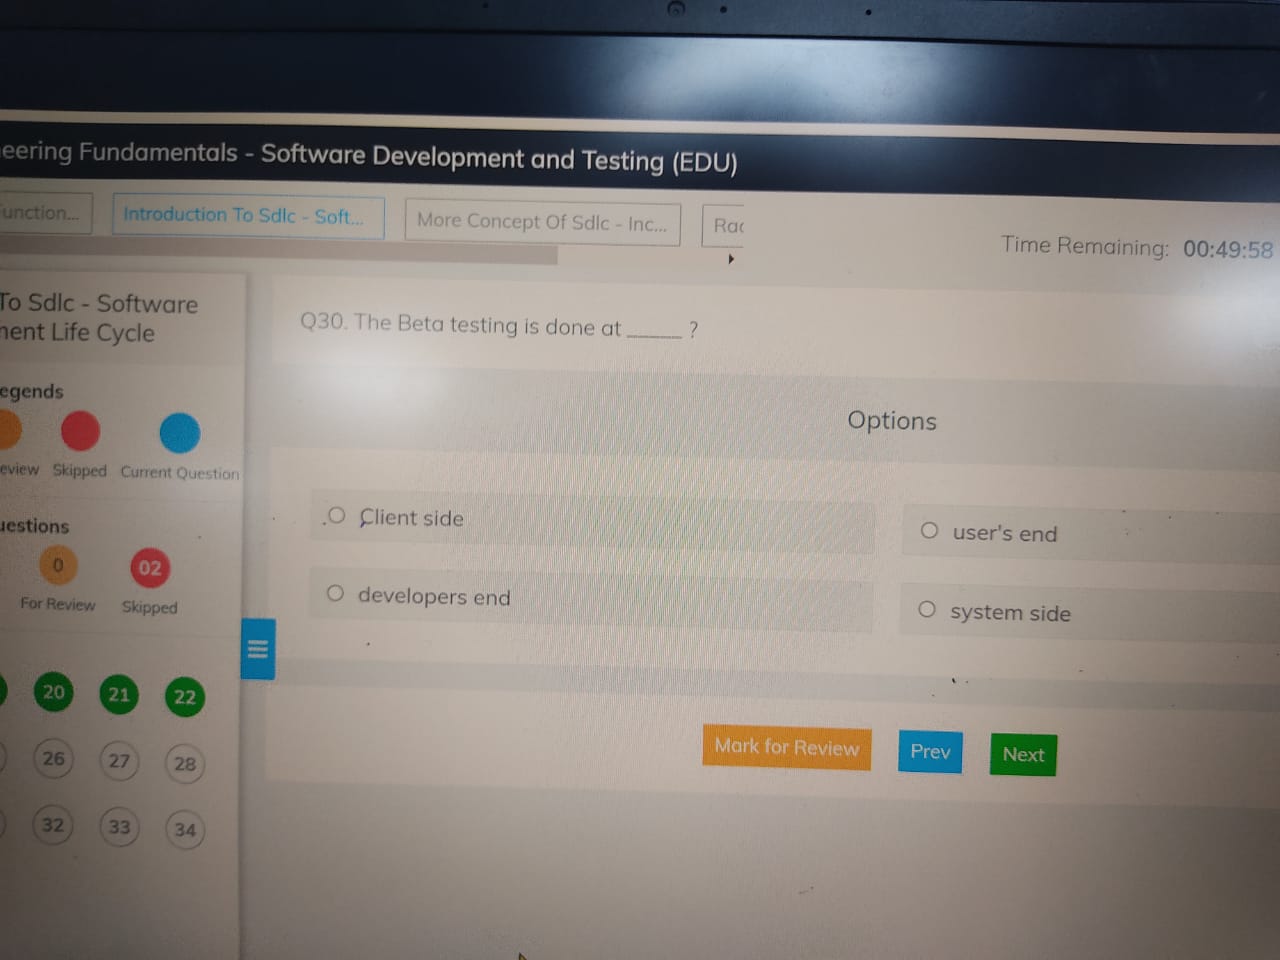 eering Fundamentals - Software Development and Testing (EDU)
unction...
Introduction To Sdlc - Soft...
More Concept Of Sdlc - Inc...
Time Remaining: 00:49:58
To Sdlc - Software
ment Life Cycle
Q30. The Beta testing is done at ______ ?
egends
eview
Skipped
Current Question
Options
Client side
user's end
developers end
system side
uestions
0
02
For Review
Skipped
20
21
22
26
27
28
32
33
34
Mark for Review
Prev
Next